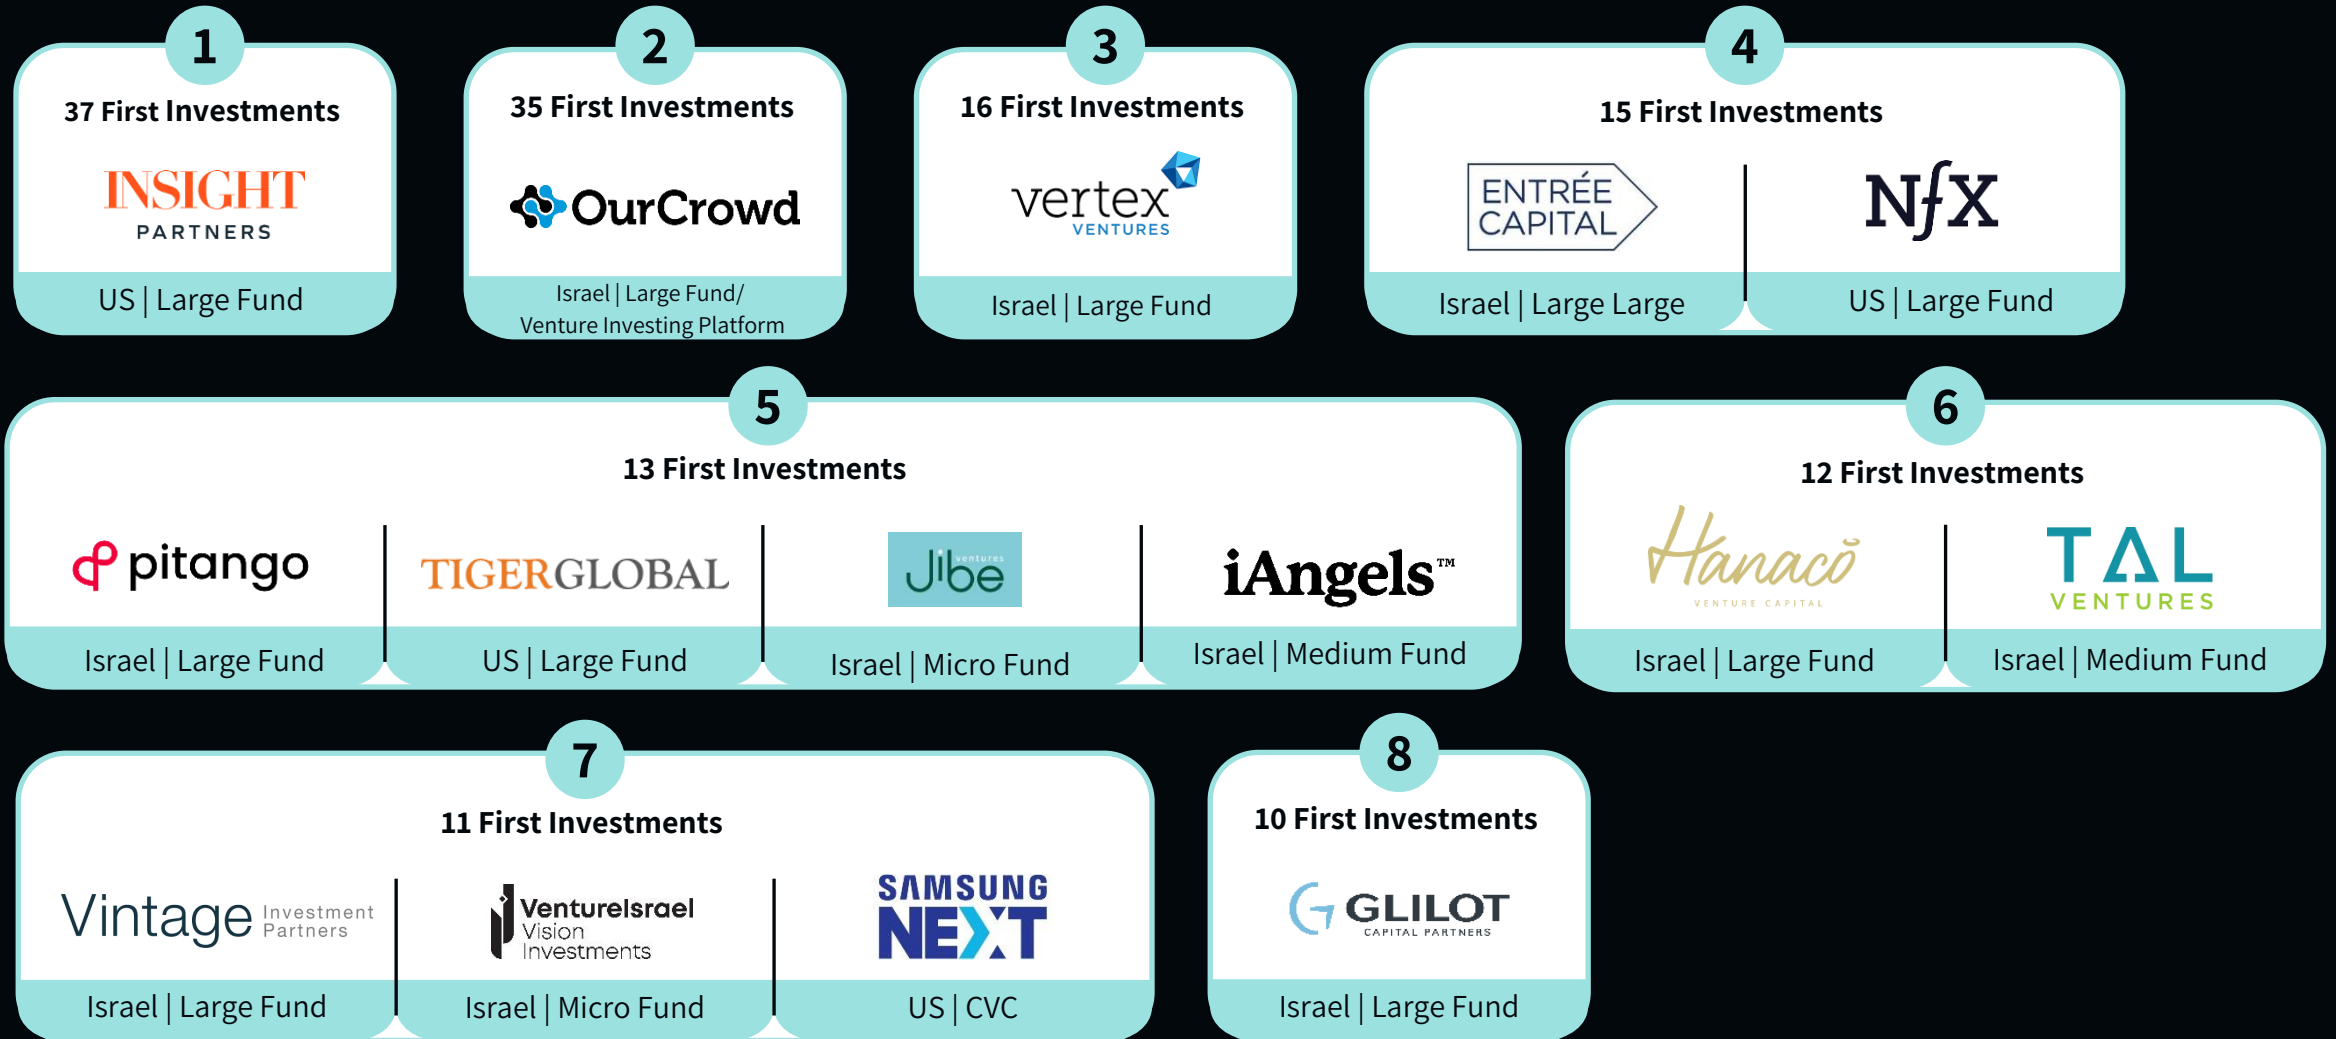 1
37 First Investments
INSIGHT
PARTNERS
US | Large Fund
2
35 First Investments
OurCrowd
Israel | Large Fund/
Venture Investing Platform
3
16 First Investments
vertex
VENTURES
Israel | Large Fund
4
15 First Investments
ENTRÉE
CAPITAL
Israel | Large Large
NfX
US | Large Fund
5
13 First Investments
pitango
Israel | Large Fund
TIGERGLOBAL
US | Large Fund
ventures
Jibe
Israel | Micro Fund
iAngels™
Israel | Medium Fund
6
12 First Investments
Hanaco
VENTURE CAPITAL
Israel | Large Fund
TAL
VENTURES
Israel | Medium Fund
7
11 First Investments
Vintage Investment
Partners
Israel | Large Fund
VentureIsrael
Vision
Investments
Israel | Micro Fund
SAMSUNG
NEXT
US | CVC
8
10 First Investments
GLILOT
CAPITAL PARTNERS
Israel | Large Fund